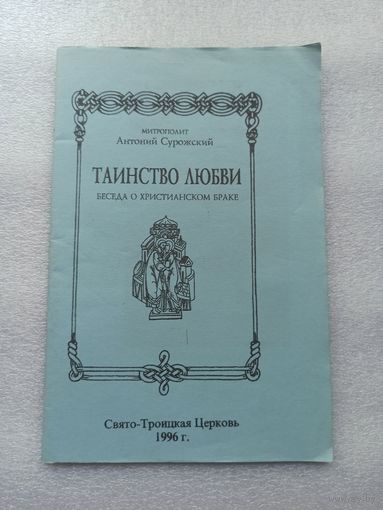 МИТРОПОЛИТ
Антоний Сурожский
ТАИНСТВО ЛЮБВИ
БЕСЕДА О ХРИСТИАНСКОМ БРАКЕ
Свято-Троицкая Церковь
1996 г.